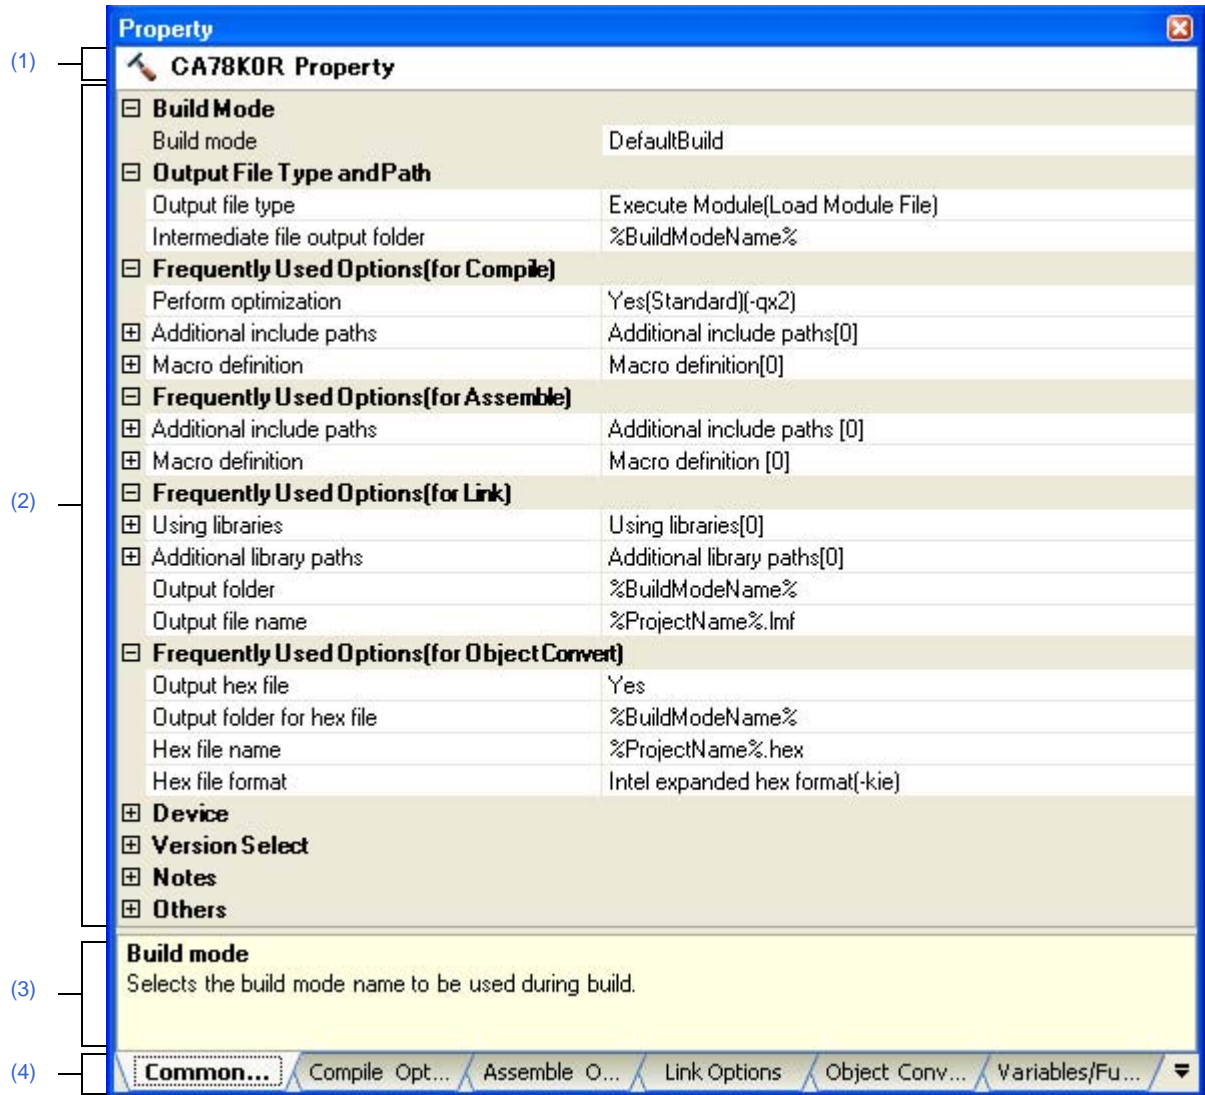 Property
(1)
CA78K0R Property
Build Mode
Build mode DefaultBuild
Output File Type and Path
Output file type Execute Module(Load Module File)
Intermediate file output folder %BuildModeName%
Frequently Used Options(for Compile)
Perform optimization Yes(Standard)(-qx2)
Additional include paths Additional include paths[0]
Macro definition Macro definition[0]
Frequently Used Options(for Assemble)
Additional include paths Additional include paths [0]
Macro definition Macro definition [0]
(2)
Frequently Used Options(for Link)
Using libraries Using libraries[0]
Additional library paths Additional library paths[0]
Output folder %BuildModeName%
Output file name %ProjectName%.lmf
Frequently Used Options(for Object Convert)
Output hex file Yes
Output folder for hex file %BuildModeName%
Hex file name %ProjectName%.hex
Hex file format Intel expanded hex format(-kie)
Device
Version Select
Notes
Others
(3)
Build mode
Selects the build mode name to be used during build.
(4)
Common... Compile Opt... Assemble O... Link Options Object Conv... Variables/Fu...